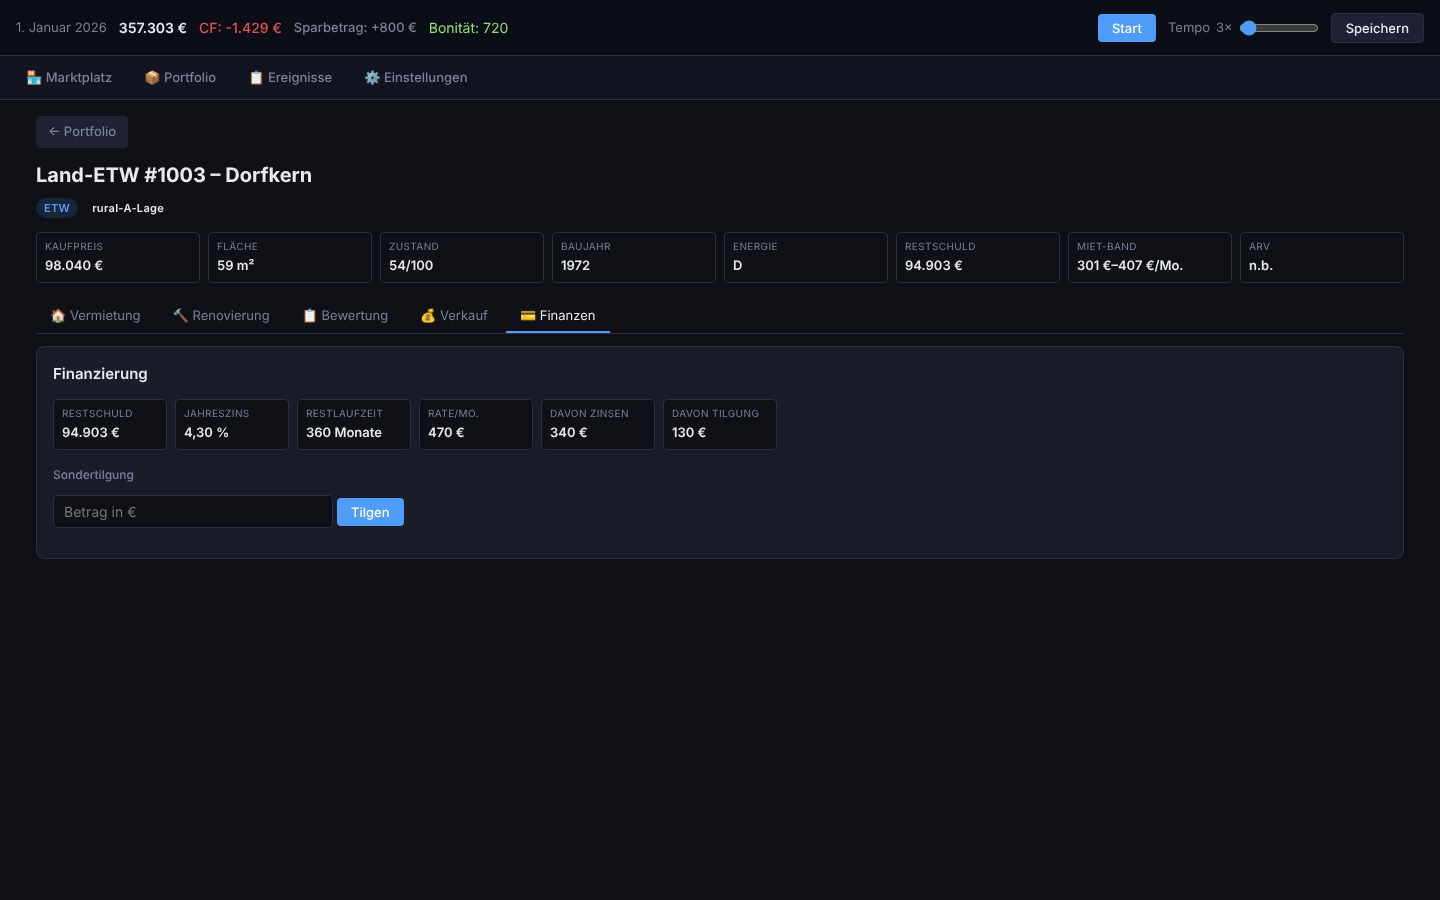 1. Januar 2026 357.303 € CF: -1.429 € Sparbetrag: +800 € Bonität: 720 Start Tempo 3× Speichern
🏪 Marktplatz 📦 Portfolio 📋 Ereignisse ⚙️ Einstellungen
← Portfolio
Land-ETW #1003 – Dorfkern
ETW rural-A-Lage
KAUFPREIS FLÄCHE ZUSTAND BAUJAHR ENERGIE RESTSCHULD MIET-BAND ARV
98.040 € 59 m² 54/100 1972 D 94.903 € 301 €–407 €/Mo. n.b.
🏠 Vermietung 🔨 Renovierung 📋 Bewertung 💰 Verkauf 💳 Finanzen
Finanzierung
RESTSCHULD JAHRESZINS RESTLAUFZEIT RATE/MO. DAVON ZINSEN DAVON TILGUNG
94.903 € 4,30 % 360 Monate 470 € 340 € 130 €
Sondertilgung
Betrag in € Tilgen